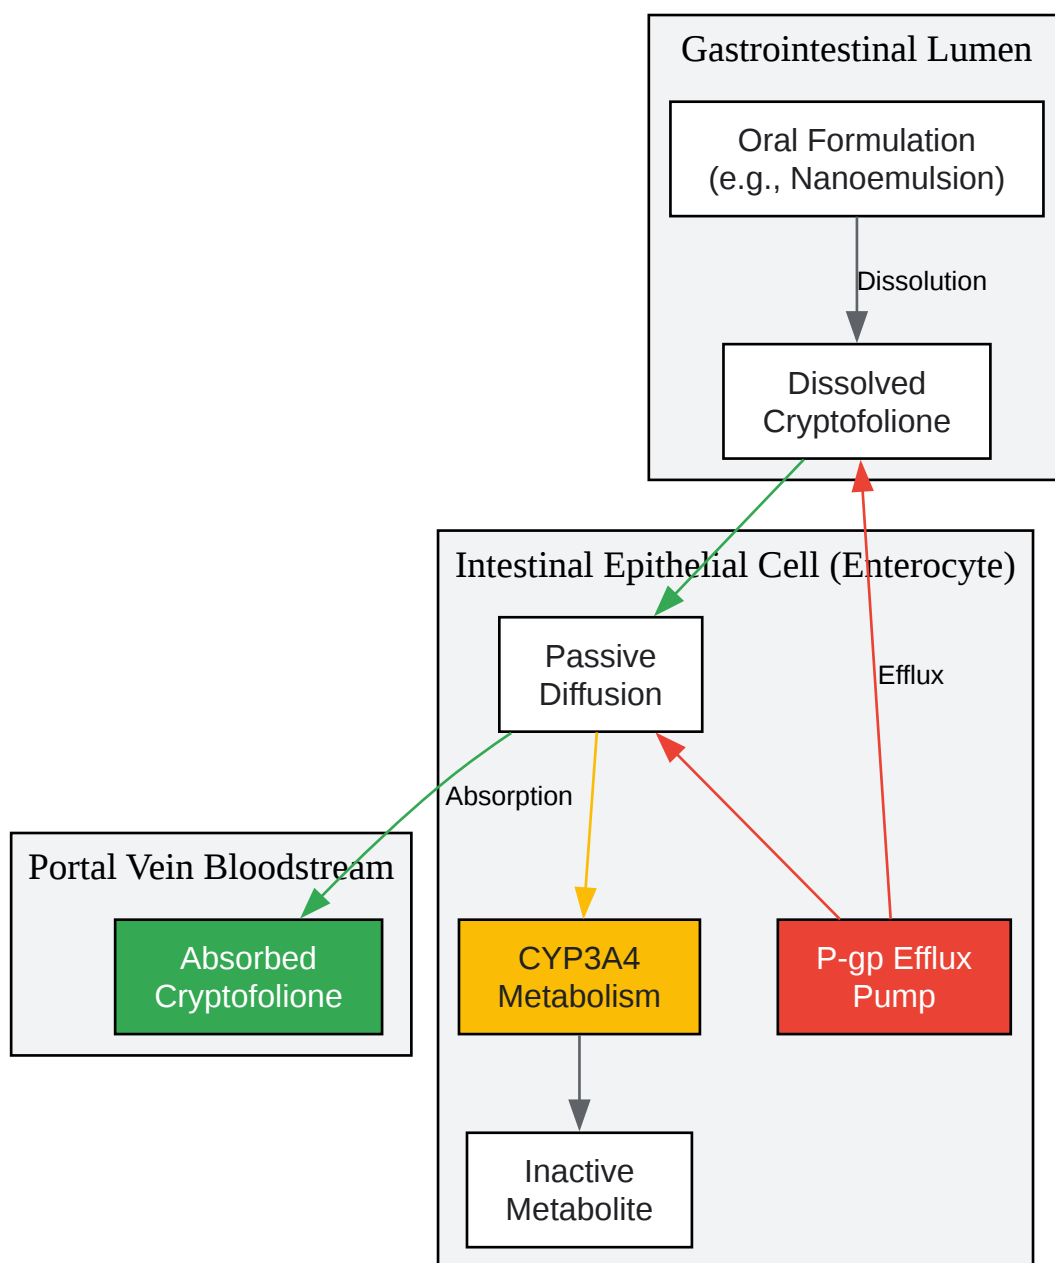 Gastrointestinal Lumen
Oral Formulation
(e.g., Nanoemulsion)
Dissolution
Dissolved
Cryptofolione
Intestinal Epithelial Cell (Enterocyte)
Passive
Diffusion
Efflux
Absorption
Portal Vein Bloodstream
Absorbed
Cryptofolione
CYP3A4
Metabolism
P-gp Efflux
Pump
Inactive
Metabolite